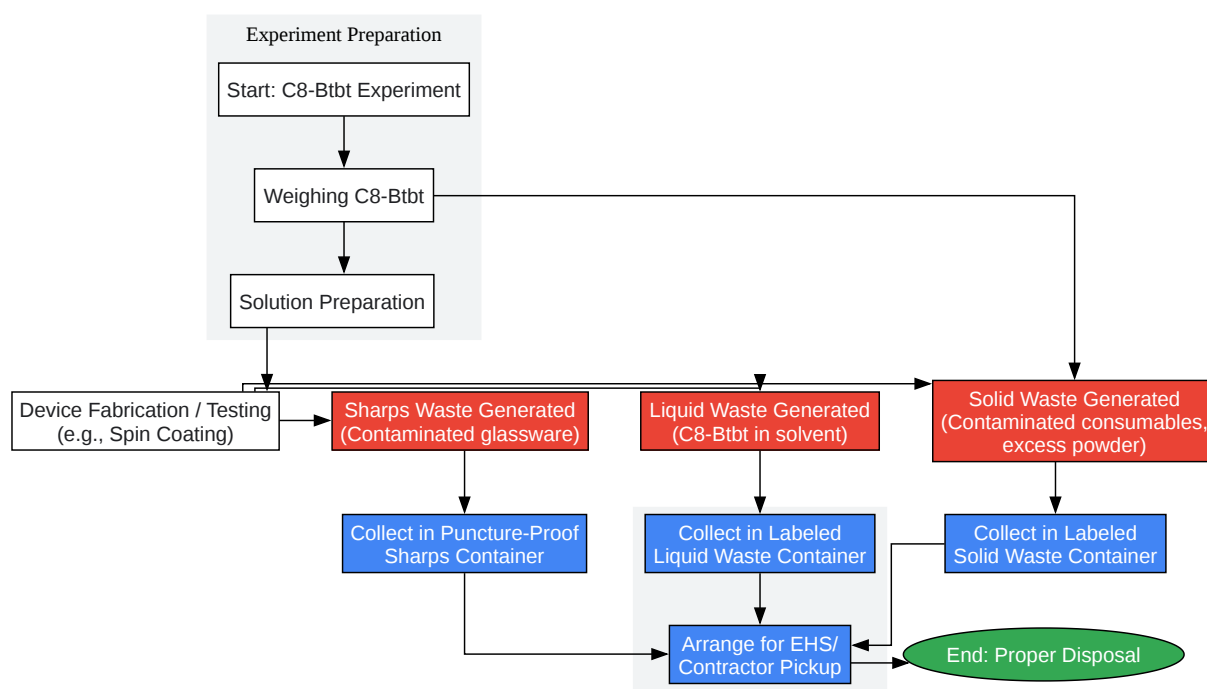 Experiment Preparation
Start: C8-Btbt Experiment
Weighing C8-Btbt
Solution Preparation
Device Fabrication / Testing
(e.g., Spin Coating)
Sharps Waste Generated
(Contaminated glassware)
Liquid Waste Generated
(C8-Btbt in solvent)
Solid Waste Generated
(Contaminated consumables,
excess powder)
Collect in Puncture-Proof
Sharps Container
Collect in Labeled
Liquid Waste Container
Collect in Labeled
Solid Waste Container
Arrange for EHS/
Contractor Pickup
End: Proper Disposal